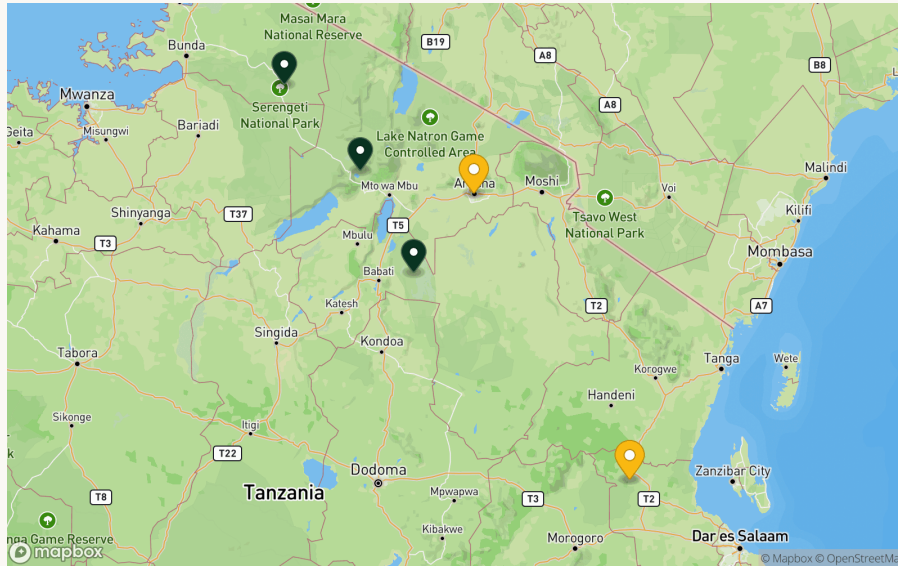 Masai Mara
National Reserve
Bunda
B19
A8
B8
Mwanza
Serengeti
National Park
A8
Geita
Misungwi
Bariadi
Lake Natron Game
Controlled Area
Malindi
Mto wa Mbu
Moshi
Voi
Shinyanga
T37
Tsavo West
National Park
Kilifi
T5
Kahama
T3
Mbulu
Mombasa
Babati
Katesh
T2
A7
Singida
Kondoa
Tabora
Tanga
Wete
Korogwe
Handeni
Sikonge
Itigi
T22
Dodoma
Zanzibar City
Tanzania
T8
Mpwapwa
T3
T2
nga Game Reserve
Kibakwe
Morogoro
Dar es Salaam
mapbox
© Mapbox © OpenStreetMa